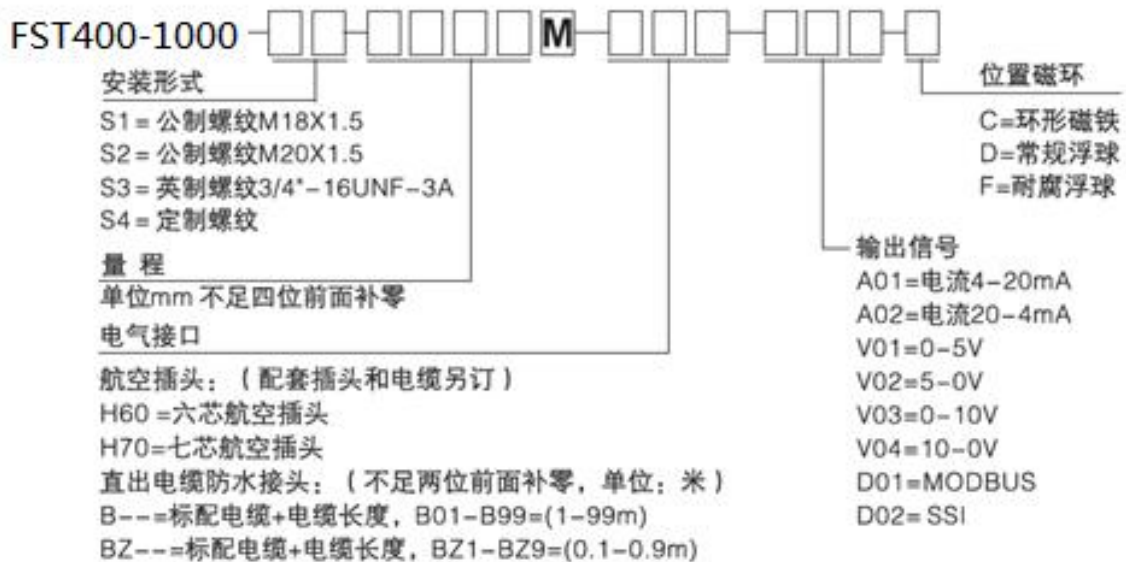 FST400-1000 - □□-□□□□M-□□□-□□□-□
安装形式
S1=公制螺纹M18X1.5
S2=公制螺纹M20X1.5
S3=英制螺纹3/4"-16UNF-3A
S4=定制螺纹
量 程
单位mm 不足四位前面补零
电气接口
航空插头:(配套插头和电缆另订)
H60 =六芯航空插头
H70=七芯航空插头
直出电缆防水接头:(不足两位前面补零,单位:米)
B--=标配电缆+电缆长度,B01-B99=(1-99m)
BZ--=标配电缆+电缆长度,BZ1-BZ9=(0.1-0.9m)
位置磁环
C=环形磁铁
D=常规浮球
F=耐腐浮球
输出信号
A01=电流4-20mA
A02=电流20-4mA
V01=0-5V
V02=5-0V
V03=0-10V
V04=10-0V
D01=MODBUS
D02=SSI